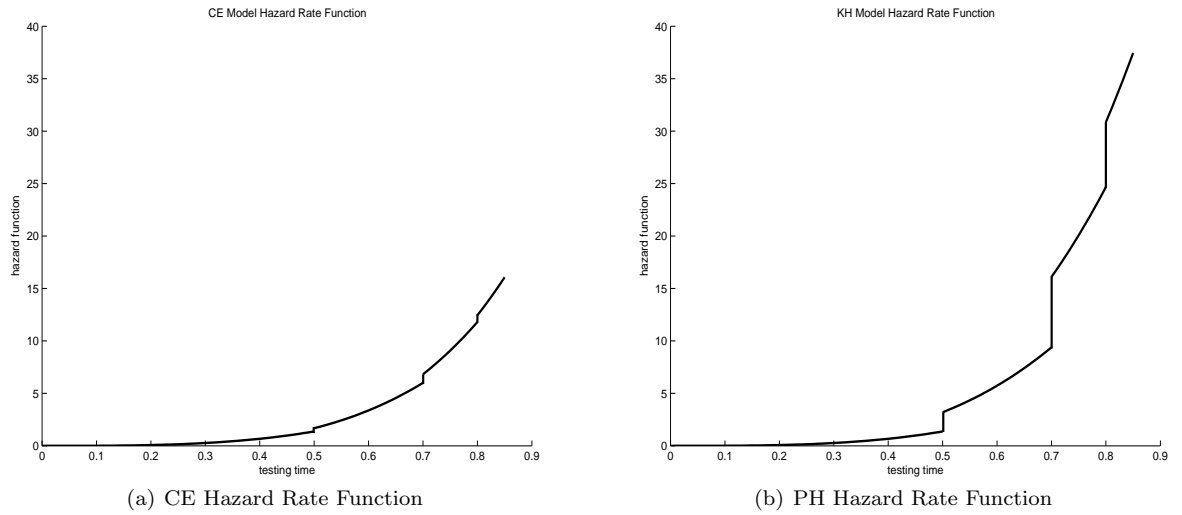 CE Model Hazard Rate Function
40
35
30
25
20
15
10
5
0
hazard function
0 0.1 0.2 0.3 0.4 0.5 0.6 0.7 0.8 0.9
testing time
(a) CE Hazard Rate Function
KH Model Hazard Rate Function
40
35
30
25
20
15
10
5
0
hazard function
0 0.1 0.2 0.3 0.4 0.5 0.6 0.7 0.8 0.9
testing time
(b) PH Hazard Rate Function